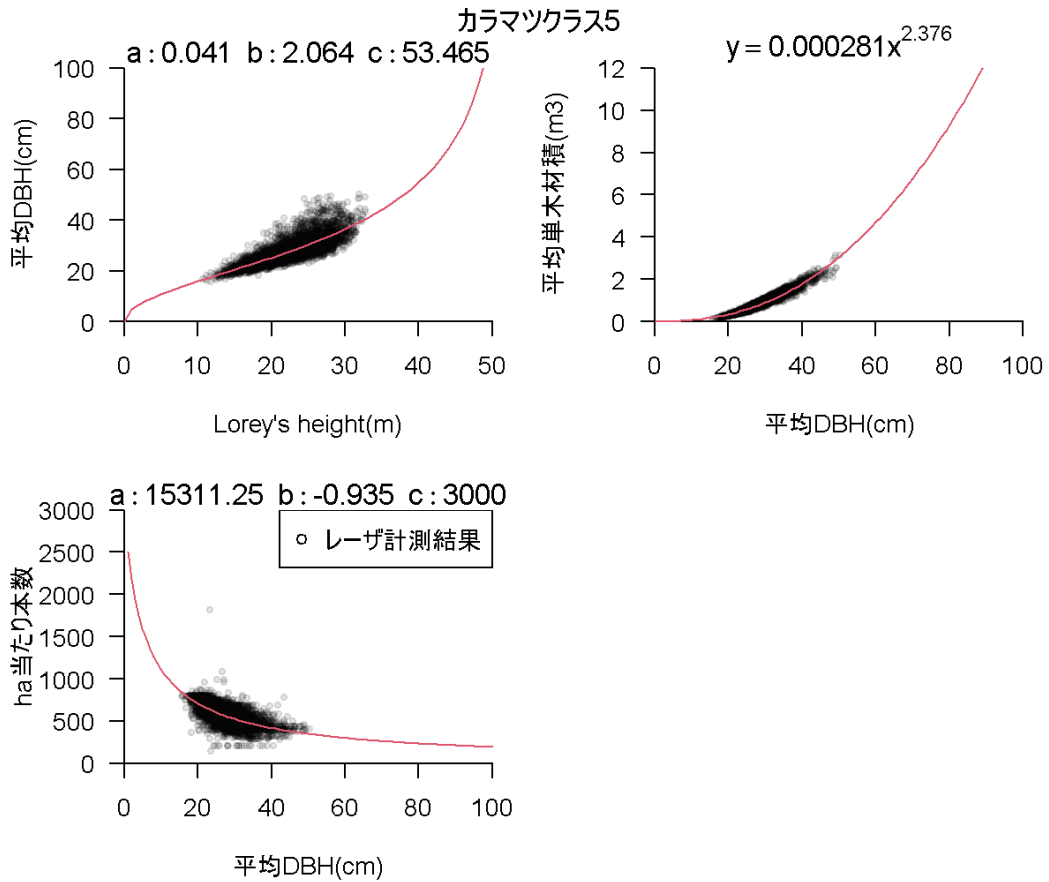 カラマツクラス5
a : 0.041 b : 2.064 c : 53.465
100
80
60
40
20
0
平均DBH(cm)
0 10 20 30 40 50
Lorey's height(m)
y = 0.000281x^2.376
12
10
8
6
4
2
0
平均単木材積(m3)
0 20 40 60 80 100
平均DBH(cm)
a : 15311.25 b : -0.935 c : 3000
3000
2500
2000
1500
1000
500
0
ha当たり本数
レーザ計測結果
0 20 40 60 80 100
平均DBH(cm)